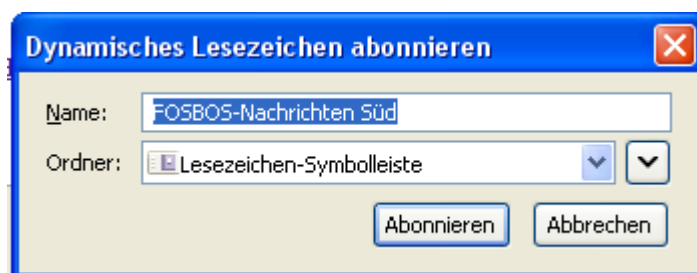 Dynamisches Lesezeichen abonnieren
Name: FOSBOS-Nachrichten Süd
Ordner: Lesezeichen-Symbolleiste
Abonnieren Abbrechen